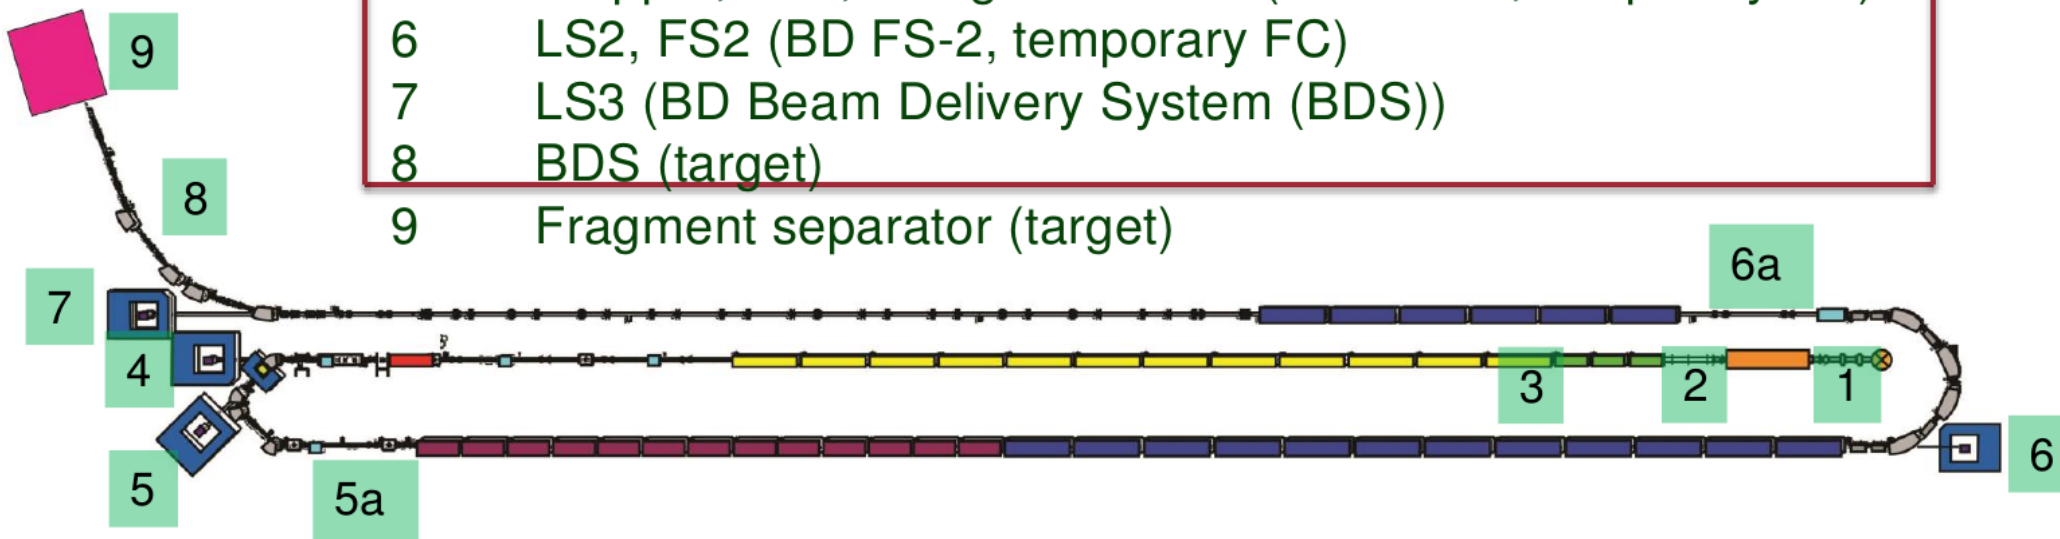 6 LS2, FS2 (BD FS-2, temporary FC)
7 LS3 (BD Beam Delivery System (BDS))
8 BDS (target)
9 Fragment separator (target)
9
8
6a
7
4
3
2
1
5
5a
6